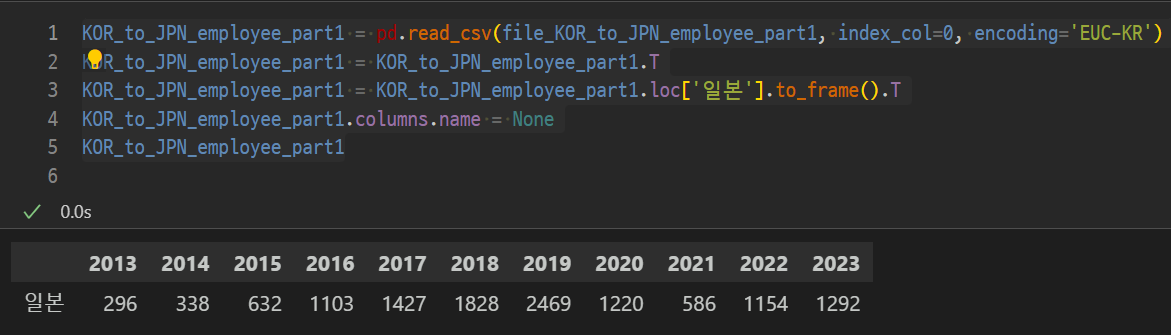 1 KOR_to_JPN_employee_part1 = pd.read_csv(file_KOR_to_JPN_employee_part1, index_col=0, encoding='EUC-KR')
2 KOR_to_JPN_employee_part1 = KOR_to_JPN_employee_part1.T
3 KOR_to_JPN_employee_part1 = KOR_to_JPN_employee_part1.loc['일본'].to_frame().T
4 KOR_to_JPN_employee_part1.columns.name = None
5 KOR_to_JPN_employee_part1
6
0.0s
2013 2014 2015 2016 2017 2018 2019 2020 2021 2022 2023
일본 296 338 632 1103 1427 1828 2469 1220 586 1154 1292